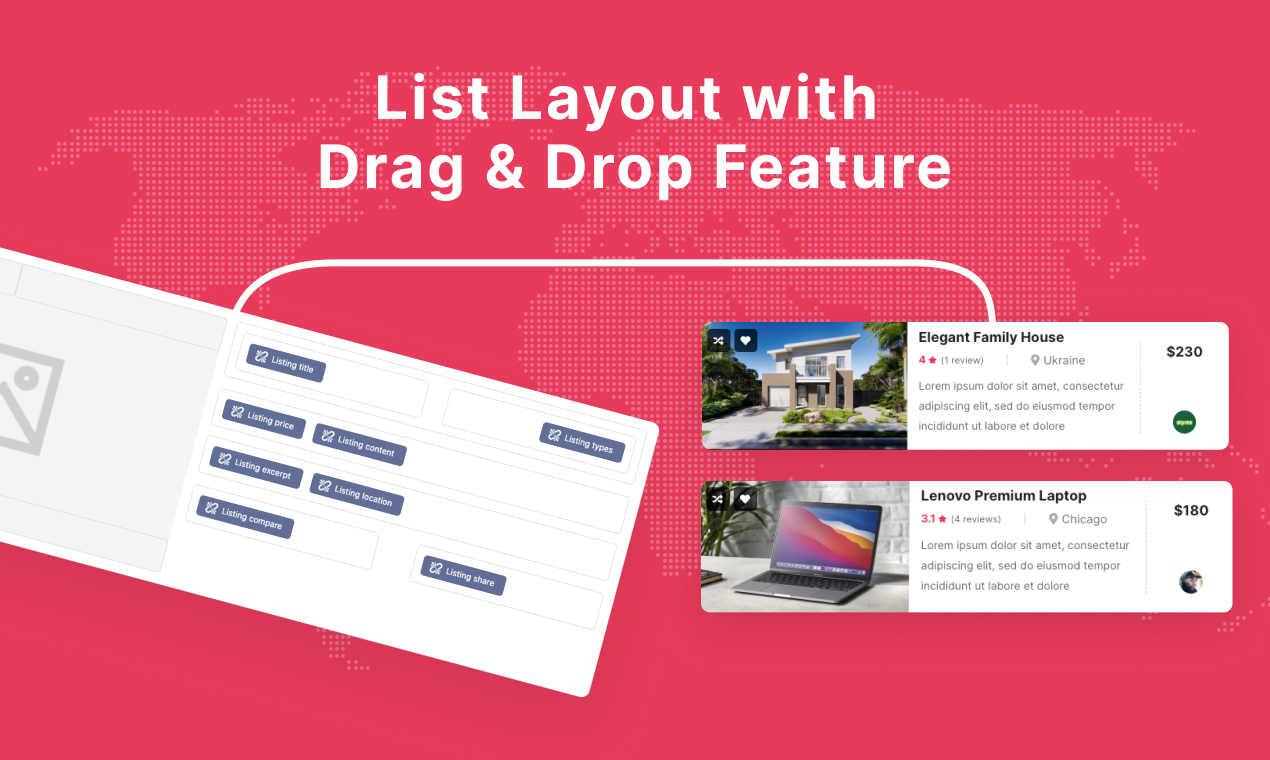 List Layout with
Drag & Drop Feature
Listing title
Listing types
Listing price
Listing content
Listing excerpt
Listing location
Listing compare
Listing share
Elegant Family House
4 (1 review)
Ukraine
Lorem ipsum dolor sit amet, consectetur
adipiscing elit, sed do eiusmod tempor
incididunt ut labore et dolore
$230
Lenovo Premium Laptop
3.1 (4 reviews)
Chicago
Lorem ipsum dolor sit amet, consectetur
adipiscing elit, sed do eiusmod tempor
incididunt ut labore et dolore
$180